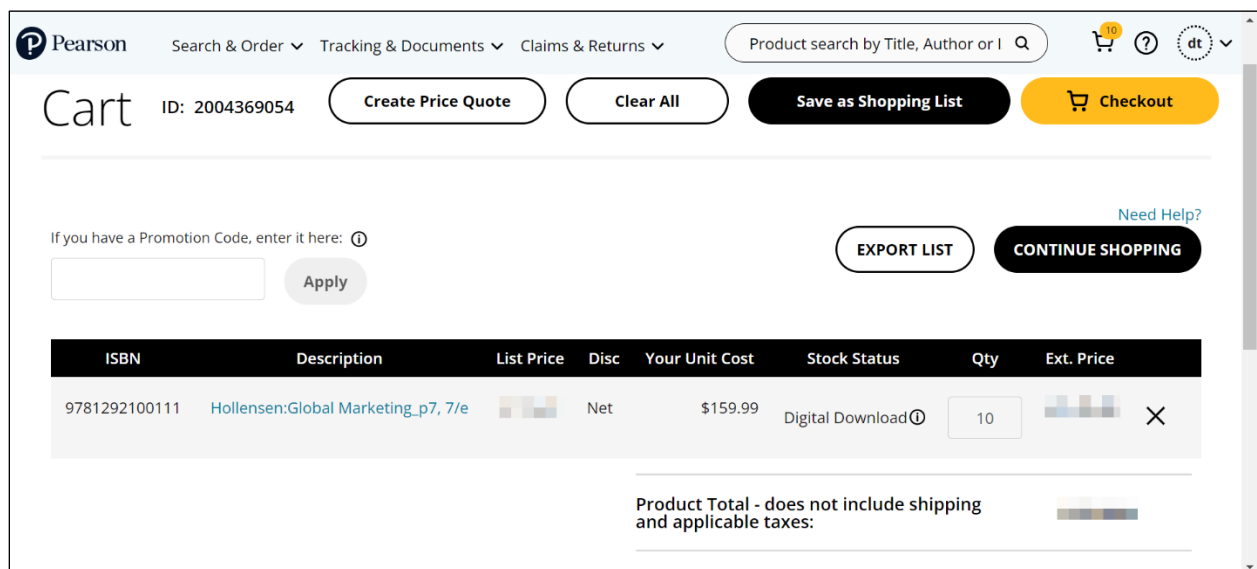 Pearson Search & Order Tracking & Documents Claims & Returns Product search by Title, Author or I 10 dt
Cart ID: 2004369054 Create Price Quote Clear All Save as Shopping List Checkout
Need Help?
If you have a Promotion Code, enter it here:
EXPORT LIST CONTINUE SHOPPING
Apply
ISBN Description List Price Disc Your Unit Cost Stock Status Qty Ext. Price
9781292100111 Hollensen:Global Marketing_p7, 7/e Net $159.99 Digital Download 10
Product Total - does not include shipping
and applicable taxes: